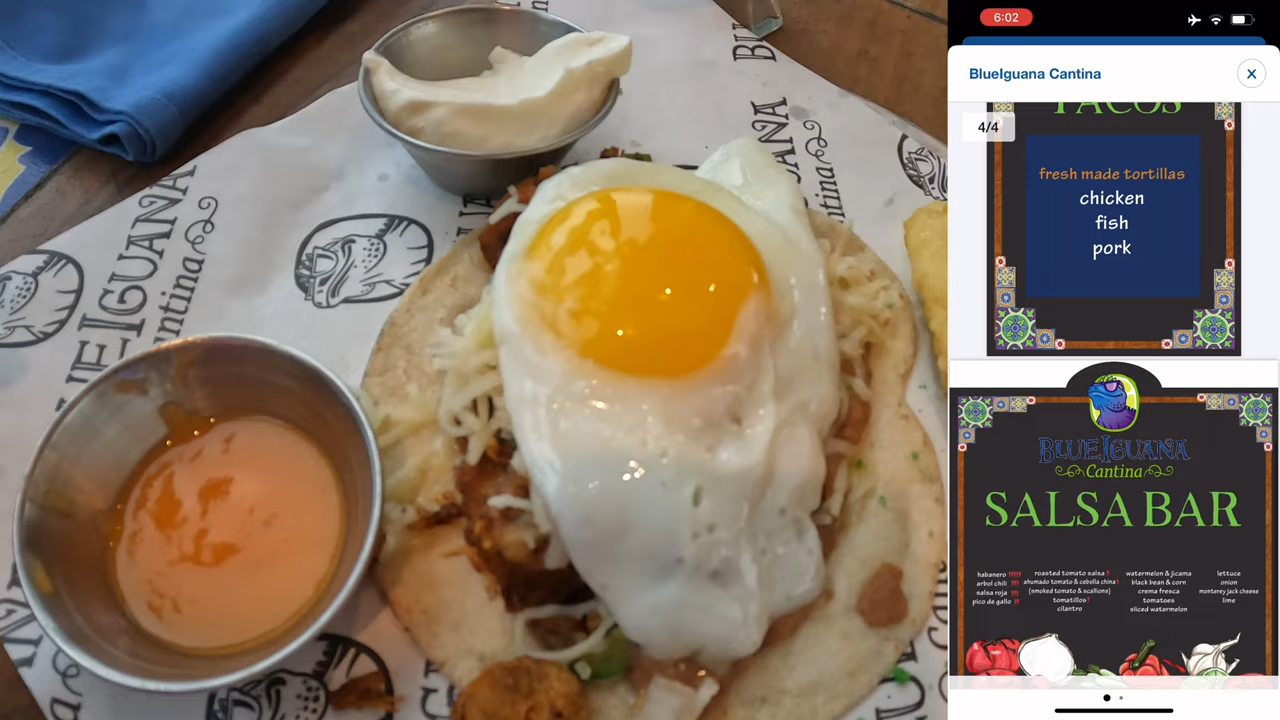 BLUEIGUANA
Cantina
6:02
BlueIguana Cantina
4/4
TACOS
fresh made tortillas
chicken
fish
pork
BLUEIGUANA
Cantina
SALSA BAR
habanero
arbol chili
salsa roja
pico de gallo
roasted tomato salsa
ahumado tomato & cebolla china
(smoked tomato & scallions)
tomatillos
cilantro
watermelon & jicama
black bean & corn
crema fresca
tomatoes
sliced watermelon
lettuce
onion
monterey jack cheese
lime